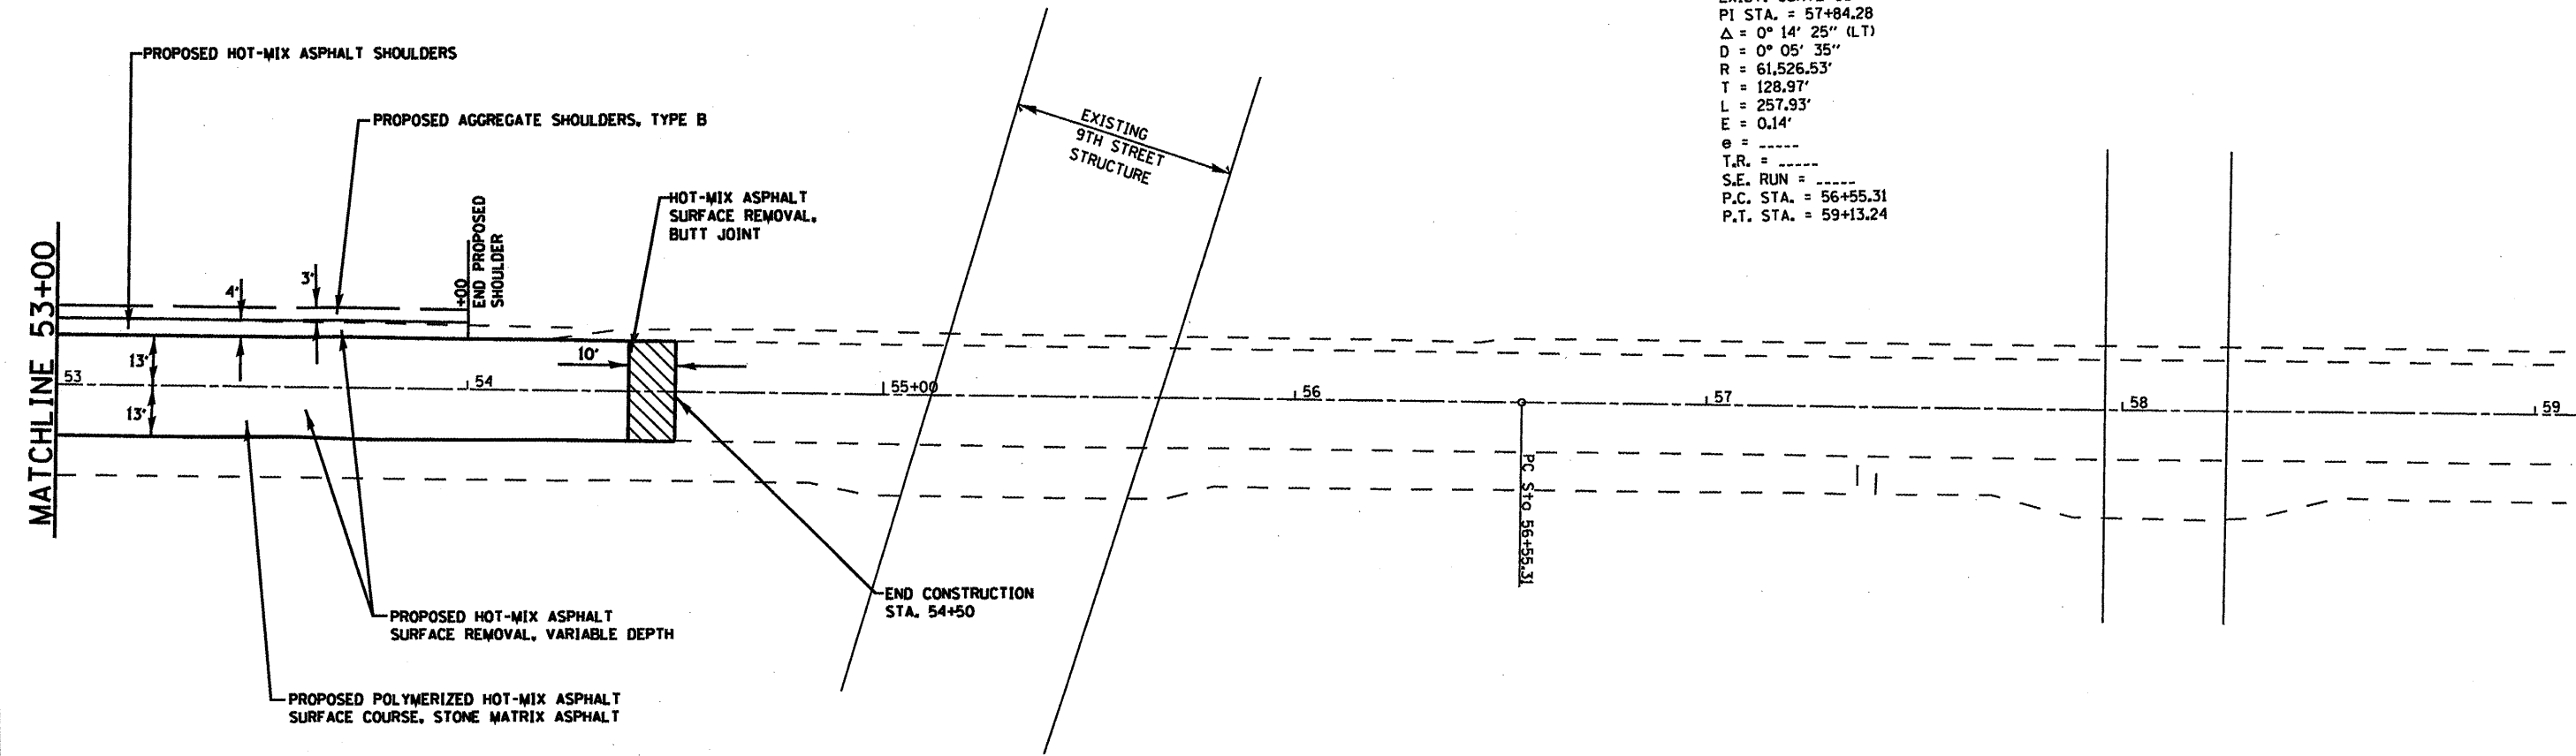 PI STA. = 57+84.28
Δ = 0° 14' 25" (LT)
D = 0° 05' 35"
R = 61,526.53'
T = 128.97'
L = 257.93'
E = 0.14'
e = -----
T.R. = -----
S.E. RUN = -----
P.C. STA. = 56+55.31
P.T. STA. = 59+13.24
PROPOSED HOT-MIX ASPHALT SHOULDERS
PROPOSED AGGREGATE SHOULDERS, TYPE B
EXISTING
9TH STREET
STRUCTURE
HOT-MIX ASPHALT
SURFACE REMOVAL,
BUTT JOINT
+00
END PROPOSED
SHOULDER
MATCHLINE 53+00
4'
3'
13'
13'
10'
53
54
55+00
56
57
58
59
PC Sta 56+55.31
END CONSTRUCTION
STA. 54+50
PROPOSED HOT-MIX ASPHALT
SURFACE REMOVAL, VARIABLE DEPTH
PROPOSED POLYMERIZED HOT-MIX ASPHALT
SURFACE COURSE, STONE MATRIX ASPHALT